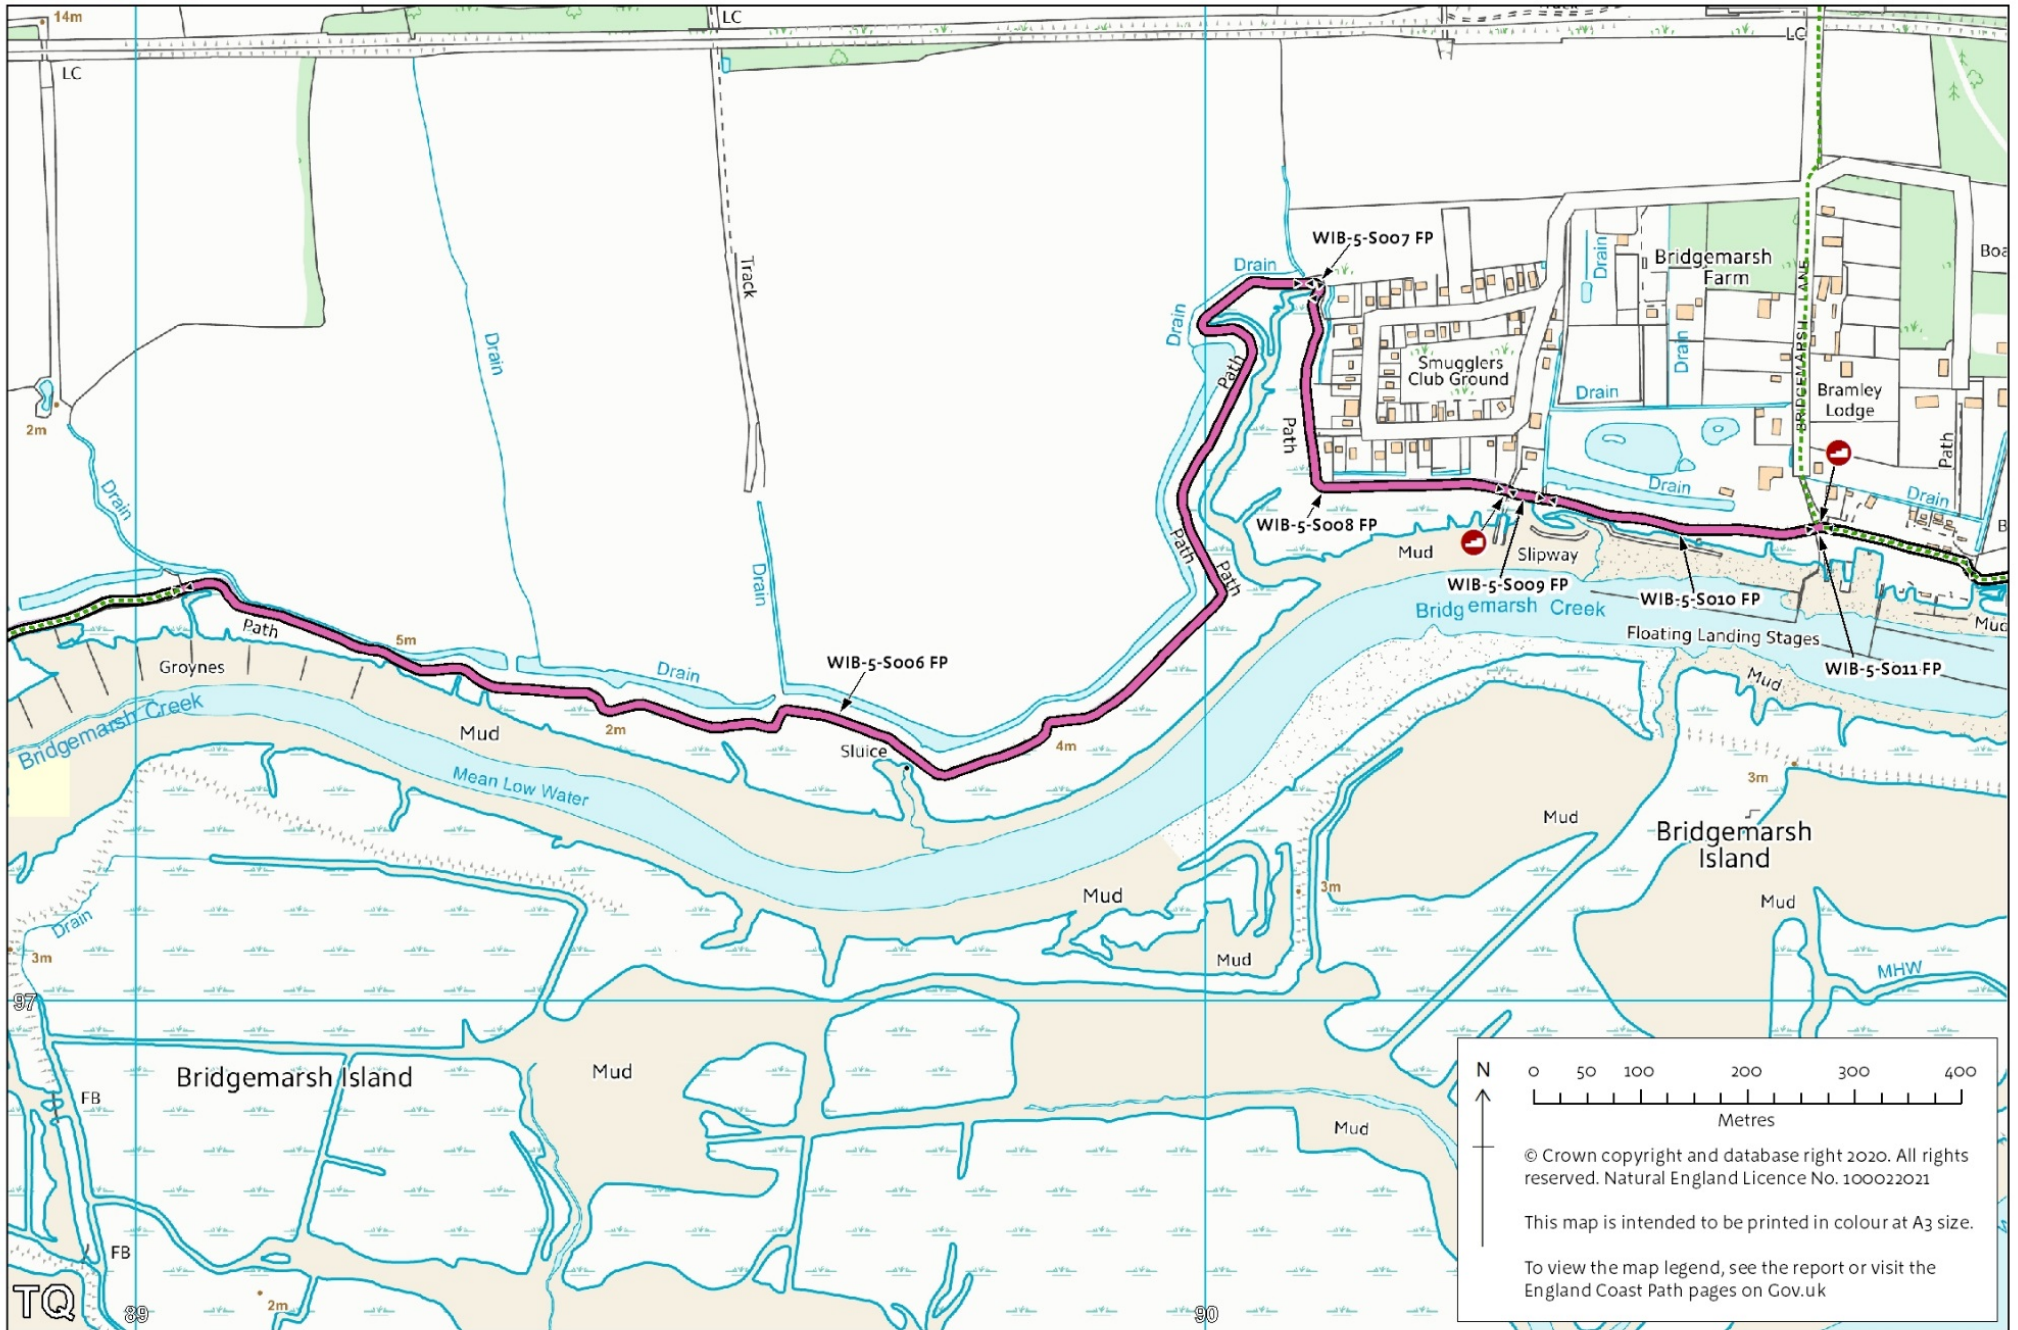 14m
LC
LC
LC
WIB-5-S007 FP
Drain
Drain
Track
Drain
Drain
Path
Path
Smugglers
Club Ground
Drain
Bridgemarsh
Farm
Drain
Drain
BRIDGEMARSH LANE
Bramley
Lodge
Path
2m
Drain
WIB-5-S008 FP
Drain
Drain
Path
Path
Mud
Slipway
WIB-5-S009 FP
WIB-5-S010 FP
Bridgemarsh Creek
Drain
Path
5m
Groynes
Drain
WIB-5-S006 FP
Floating Landing Stages
Mud
WIB-5-S011 FP
Mud
Bridgemarsh Creek
Mud
2m
Sluice
4m
Mean Low Water
3m
Mud
Bridgemarsh
Island
3m
Mud
Mud
Drain
3m
Mud
MHW
97
Bridgemarsh Island
Mud
FB
Mud
FB
2m
TQ
89
90
N
0 50 100 200 300 400
Metres
© Crown copyright and database right 2020. All rights
reserved. Natural England Licence No. 100022021
This map is intended to be printed in colour at A3 size.
To view the map legend, see the report or visit the
England Coast Path pages on Gov.uk